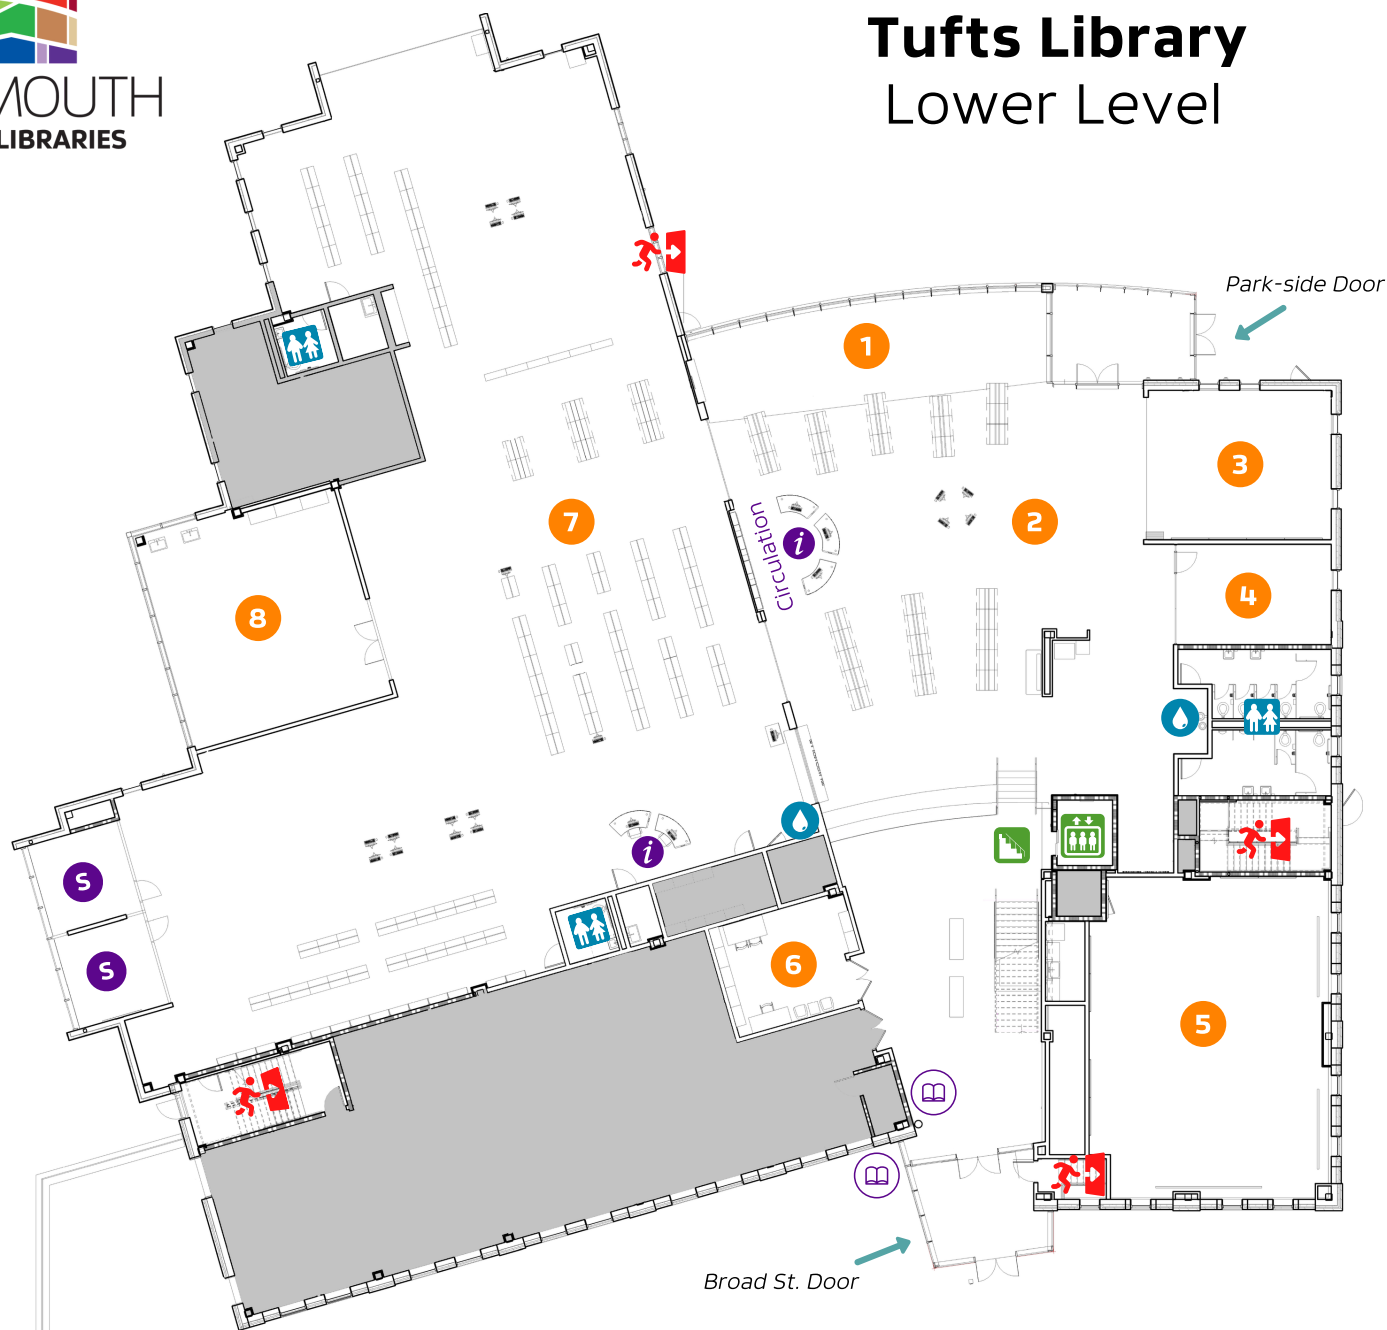 Tufts Library
Lower Level
MOUTH
LIBRARIES
Park-side Door
1
3
2
7
Circulation
i
4
8
i
S
6
S
5
Broad St. Door